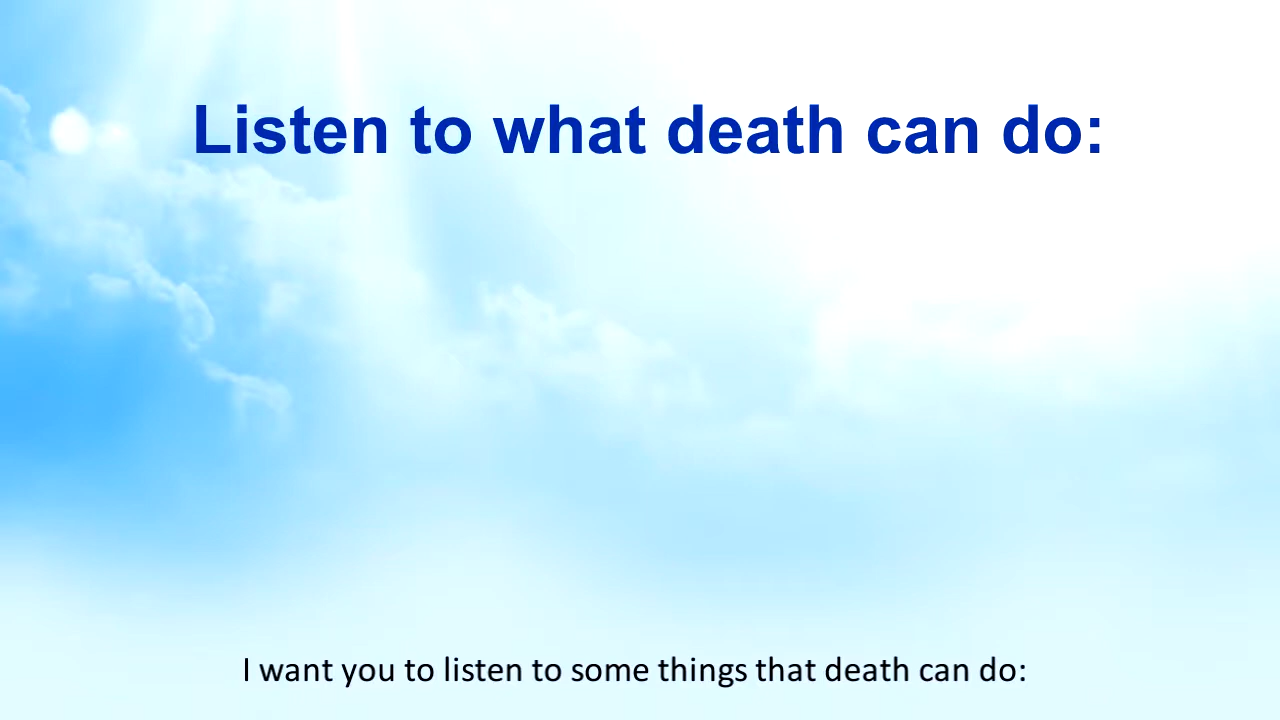 Listen to what death can do:
I want you to listen to some things that death can do: